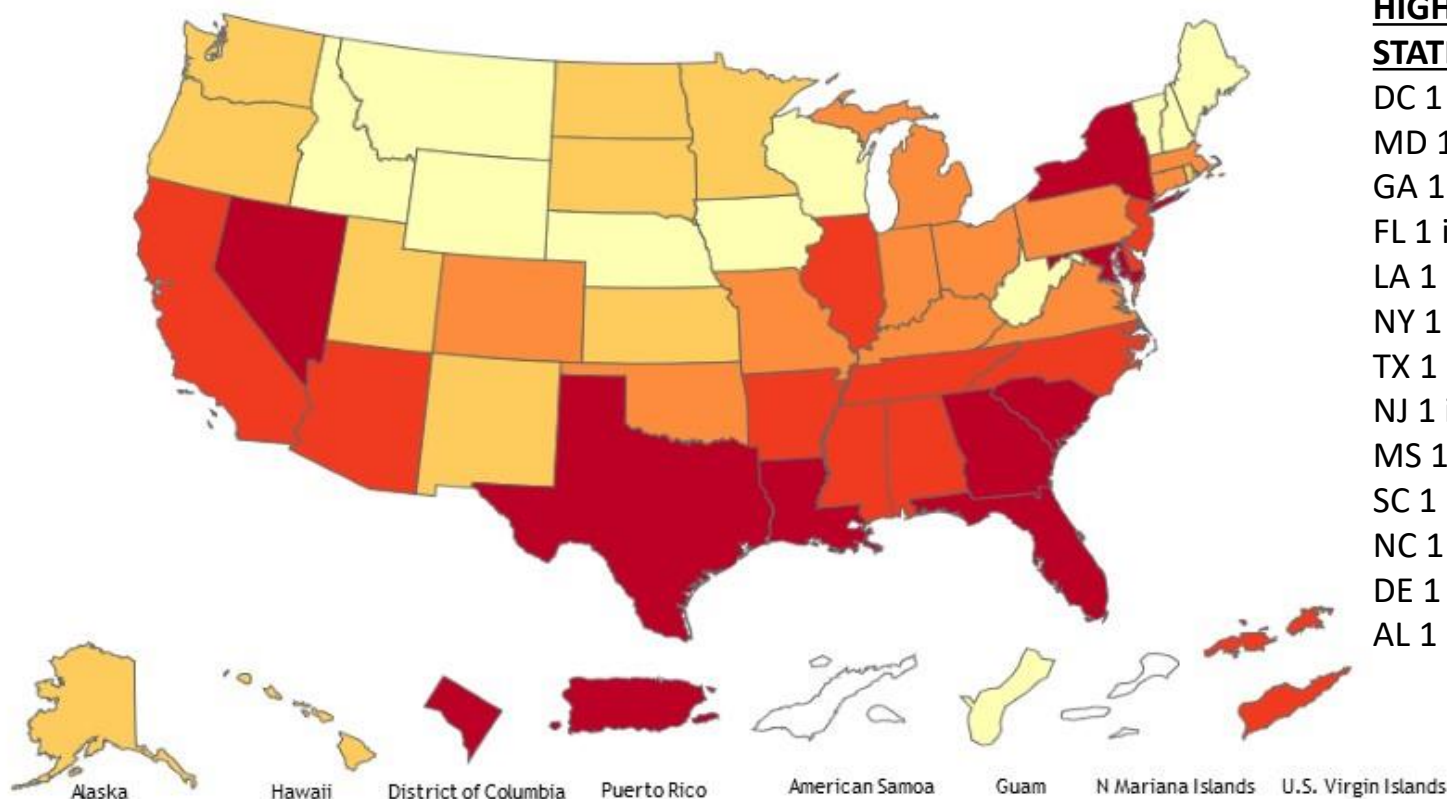 HIGH
STAT
DC 1
MD 1
GA 1
FL 1 i
LA 1
NY 1
TX 1
NJ 1
MS 1
SC 1
NC 1
DE 1
AL 1
Alaska
Hawaii
District of Columbia
Puerto Rico
American Samoa
Guam
N Mariana Islands
U.S. Virgin Islands